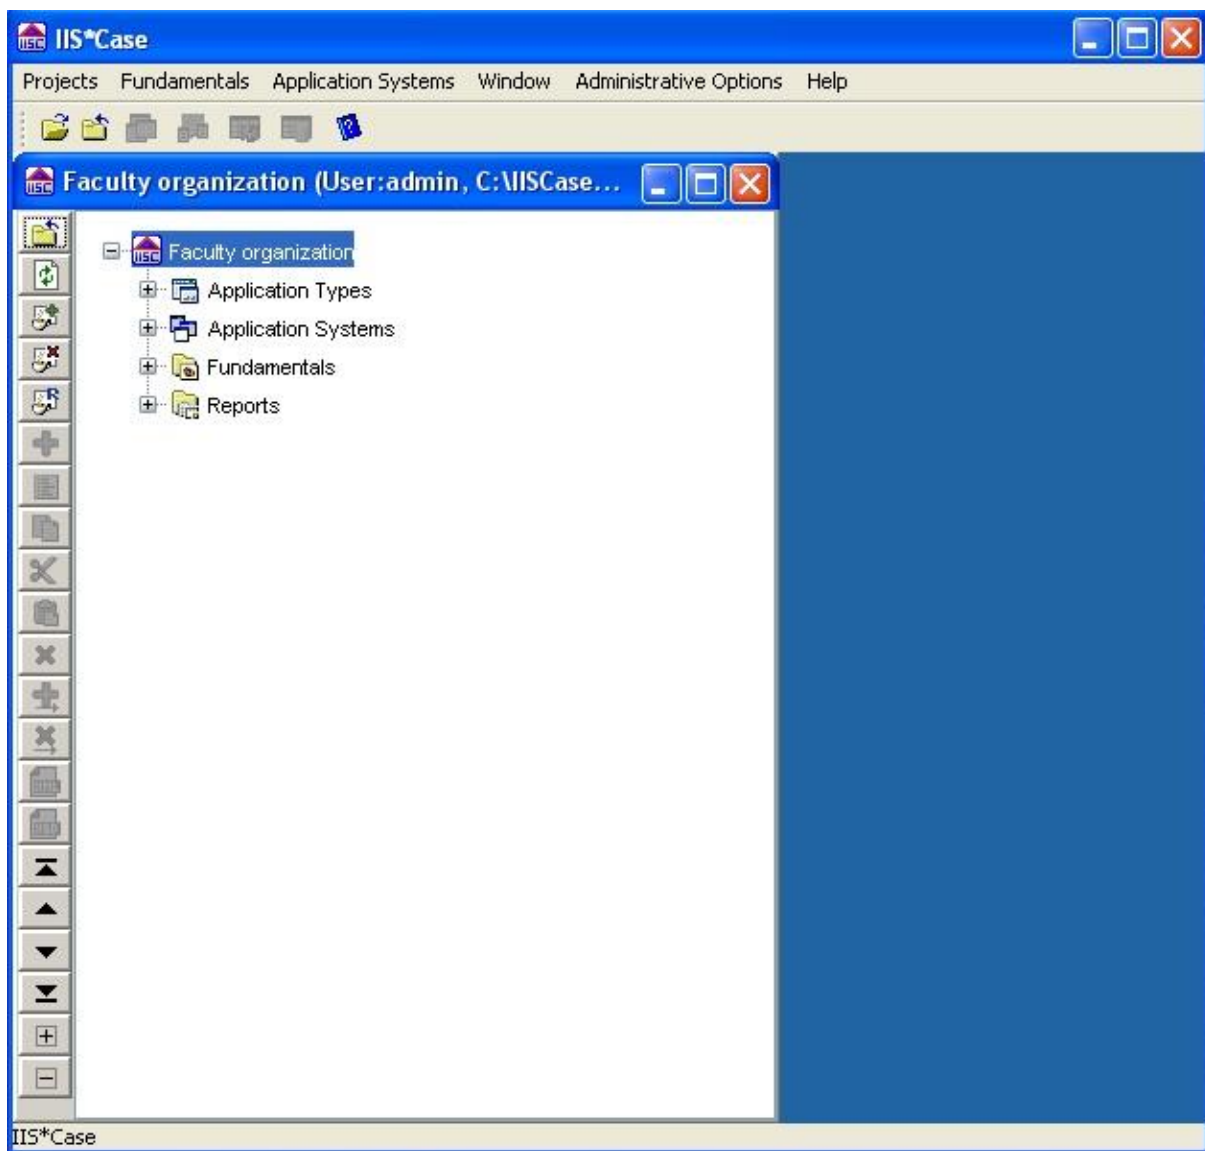 IIS*Case
Projects Fundamentals Application Systems Window Administrative Options Help
Faculty organization (User:admin, C:\IISCase...
Faculty organization
Application Types
Application Systems
Fundamentals
Reports
IIS*Case